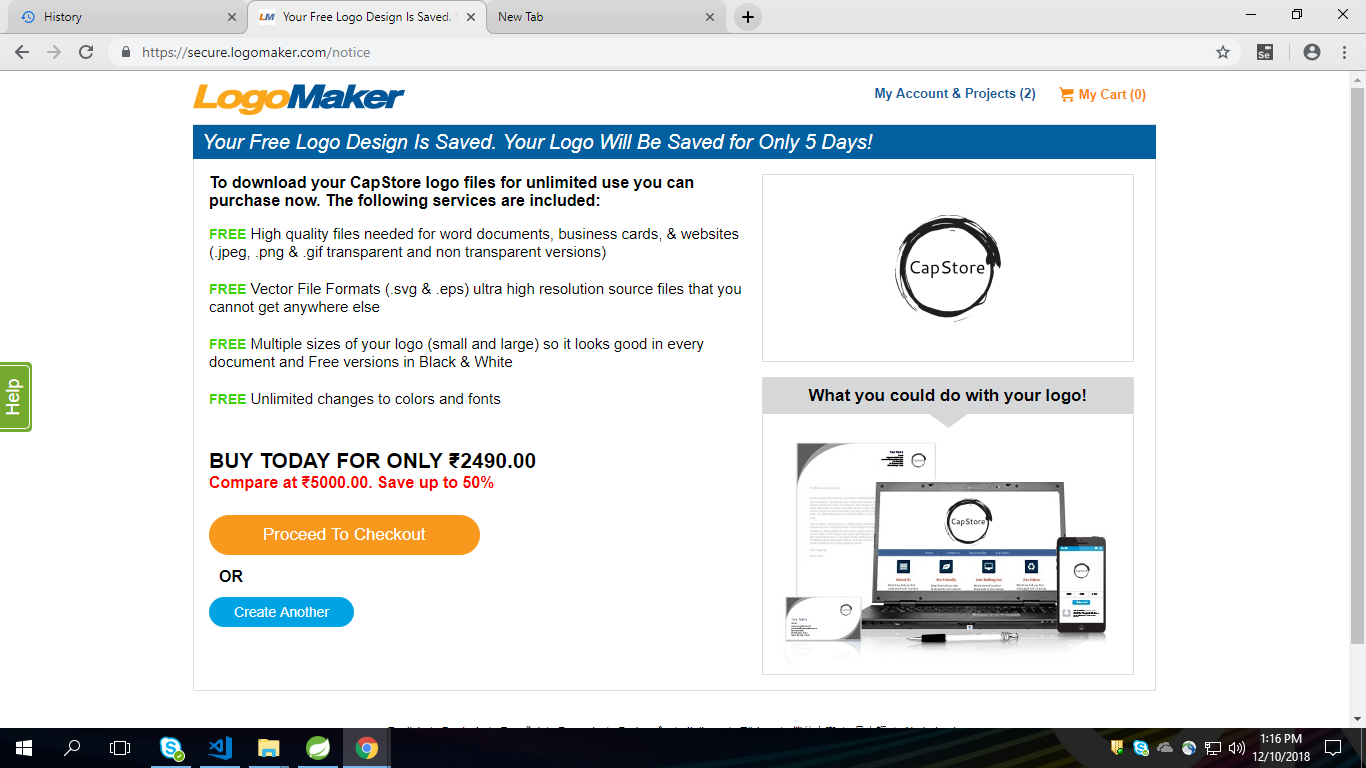 History
Your Free Logo Design Is Saved.
New Tab
https://secure.logomaker.com/notice
Se
LogoMaker
My Account & Projects (2)
My Cart (0)
Your Free Logo Design Is Saved. Your Logo Will Be Saved for Only 5 Days!
To download your CapStore logo files for unlimited use you can
purchase now. The following services are included:
FREE High quality files needed for word documents, business cards, & websites
(.jpeg, .png & .gif transparent and non transparent versions)
FREE Vector File Formats (.svg & .eps) ultra high resolution source files that you
cannot get anywhere else
FREE Multiple sizes of your logo (small and large) so it looks good in every
document and Free versions in Black & White
FREE Unlimited changes to colors and fonts
BUY TODAY FOR ONLY ₹2490.00
Compare at ₹5000.00. Save up to 50%
Proceed To Checkout
OR
Create Another
CapStore
What you could do with your logo!
CapStore
Help
1:16 PM
12/10/2018